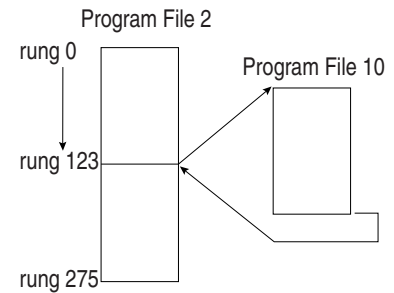 Program File 2
rung 0
Program File 10
rung 123
rung 275